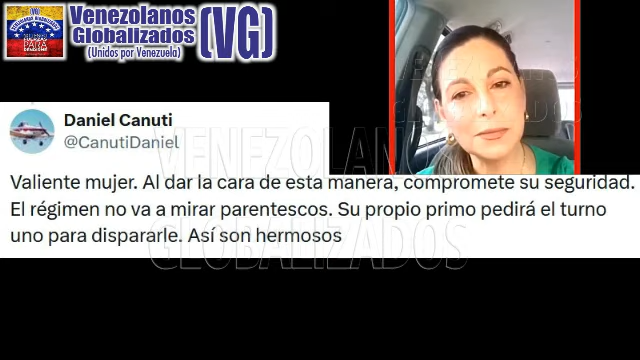 Venezolanos
Globalizados
(Unidos por Venezuela)
(VG)
Daniel Canuti
@CanutiDaniel
Valiente mujer. Al dar la cara de esta manera, compromete su seguridad.
El régimen no va a mirar parentescos. Su propio primo pedirá el turno
uno para dispararle. Así son hermosos
VENEZOLANOS
GLOBALIZADOS